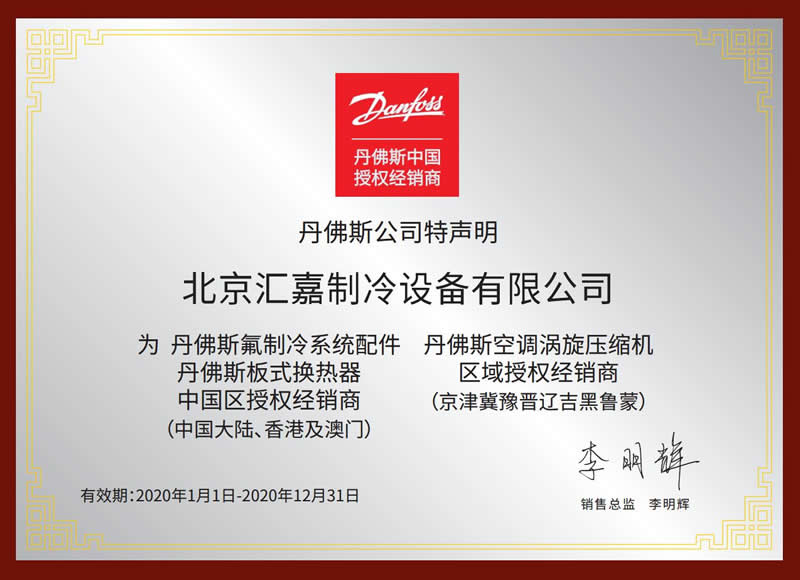 Danfoss
丹佛斯中国
授权经销商
丹佛斯公司特声明
北京汇嘉制冷设备有限公司
为 丹佛斯氟制冷系统配件 丹佛斯空调涡旋压缩机
丹佛斯板式换热器 区域授权经销商
中国区授权经销商 (京津冀豫晋辽吉黑鲁蒙)
(中国大陆、香港及澳门)
李明辉
有效期:2020年1月1日-2020年12月31日
销售总监 李明辉